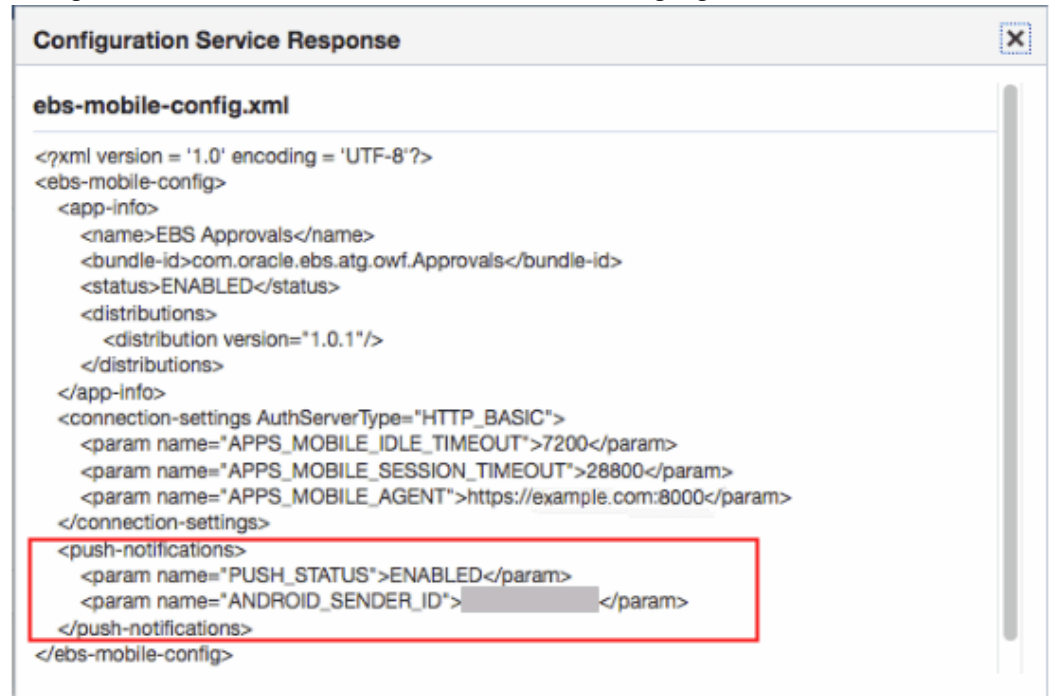 Configuration Service Response
ebs-mobile-config.xml
<?xml version = '1.0' encoding = 'UTF-8'?>
<ebs-mobile-config>
<app-info>
<name>EBS Approvals</name>
<bundle-id>com.oracle.ebs.atg.owf.Approvals</bundle-id>
<status>ENABLED</status>
<distributions>
<distribution version="1.0.1"/>
</distributions>
</app-info>
<connection-settings AuthServerType="HTTP_BASIC">
<param name="APPS_MOBILE_IDLE_TIMEOUT">7200</param>
<param name="APPS_MOBILE_SESSION_TIMEOUT">28800</param>
<param name="APPS_MOBILE_AGENT">https://example.com:8000</param>
</connection-settings>
<push-notifications>
<param name="PUSH_STATUS">ENABLED</param>
<param name="ANDROID_SENDER_ID"> </param>
</push-notifications>
</ebs-mobile-config>